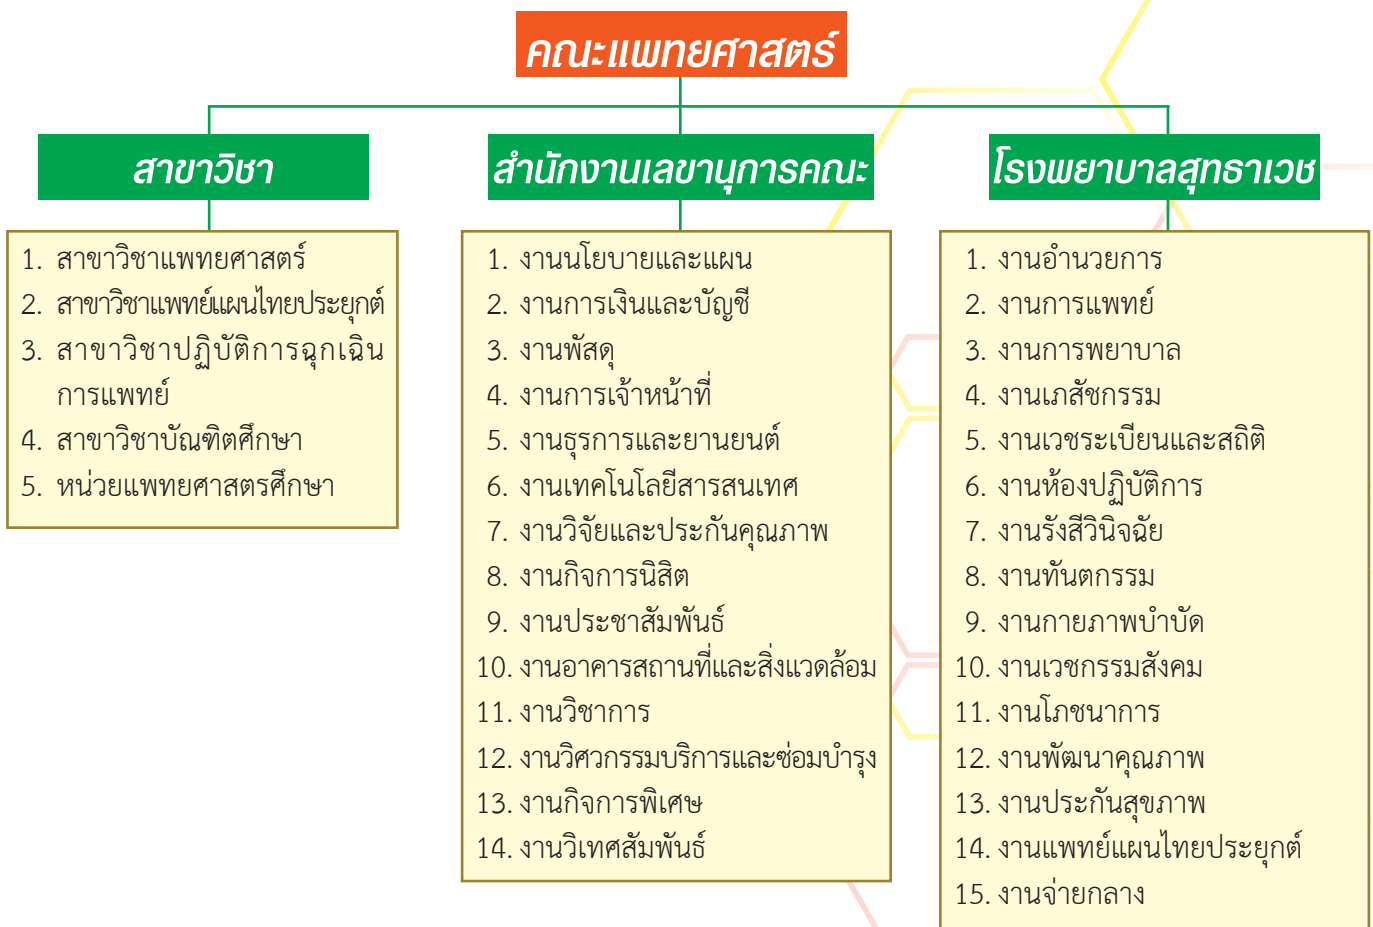 คณะแพทยศาสตร์
สาขาวิชา
1. สาขาวิชาแพทยศาสตร์
2. สาขาวิชาแพทย์แผนไทยประยุกต์
3. สาขาวิชาปฏิบัติการฉุกเฉิน
การแพทย์
4. สาขาวิชาบัณฑิตศึกษา
5. หน่วยแพทยศาสตรศึกษา
สำนักงานเลขานุการคณะ
1. งานนโยบายและแผน
2. งานการเงินและบัญชี
3. งานพัสดุ
4. งานการเจ้าหน้าที่
5. งานธุรการและยานยนต์
6. งานเทคโนโลยีสารสนเทศ
7. งานวิจัยและประกันคุณภาพ
8. งานกิจการนิสิต
9. งานประชาสัมพันธ์
10. งานอาคารสถานที่และสิ่งแวดล้อม
11. งานวิชาการ
12. งานวิศวกรรมบริการและซ่อมบำรุง
13. งานกิจการพิเศษ
14. งานวิเทศสัมพันธ์
โรงพยาบาลสุทธาเวช
1. งานอำนวยการ
2. งานการแพทย์
3. งานการพยาบาล
4. งานเภสัชกรรม
5. งานเวชระเบียนและสถิติ
6. งานห้องปฏิบัติการ
7. งานรังสีวินิจฉัย
8. งานทันตกรรม
9. งานกายภาพบำบัด
10. งานเวชกรรมสังคม
11. งานโภชนาการ
12. งานพัฒนาคุณภาพ
13. งานประกันสุขภาพ
14. งานแพทย์แผนไทยประยุกต์
15. งานจ่ายกลาง